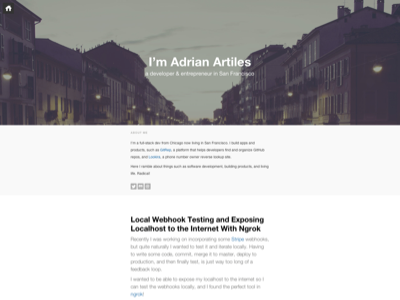 I'm Adrian Artiles
a developer & entrepreneur in San Francisco
ABOUT ME
I'm a full-stack dev from Chicago now living in San Francisco. I build apps and
products, such as GitHop, a platform that helps developers find and organize GitHub
repos, and Lookra, a phone number owner reverse lookup site.
Here I ramble about things such as software development, building products, and living
life. Radical!
Local Webhook Testing and Exposing
Localhost to the Internet With Ngrok
Recently I was working on incorporating some Stripe webhooks,
but quite naturally I wanted to test it and iterate locally. Having
to write some code, commit, merge it to master, deploy to
production, and then finally test, is just way too long of a
feedback loop.
I wanted to be able to expose my localhost to the internet so I
can test the webhooks locally, and I found the perfect tool in
ngrok!